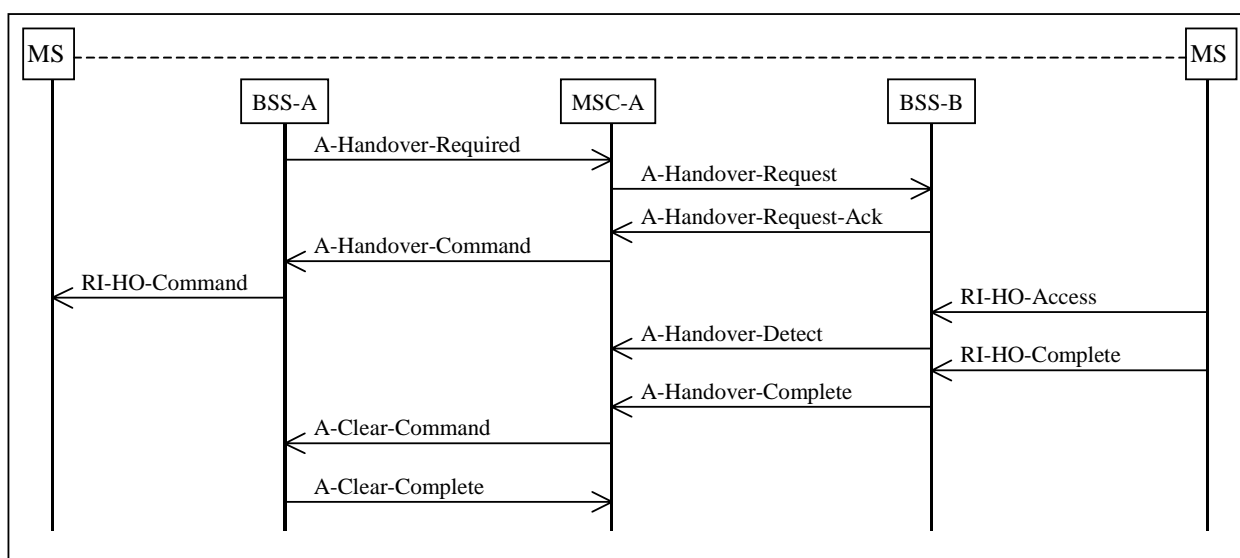 MS
MS
BSS-A
MSC-A
BSS-B
A-Handover-Required
A-Handover-Request
A-Handover-Request-Ack
A-Handover-Command
RI-HO-Command
RI-HO-Access
A-Handover-Detect
RI-HO-Complete
A-Handover-Complete
A-Clear-Command
A-Clear-Complete